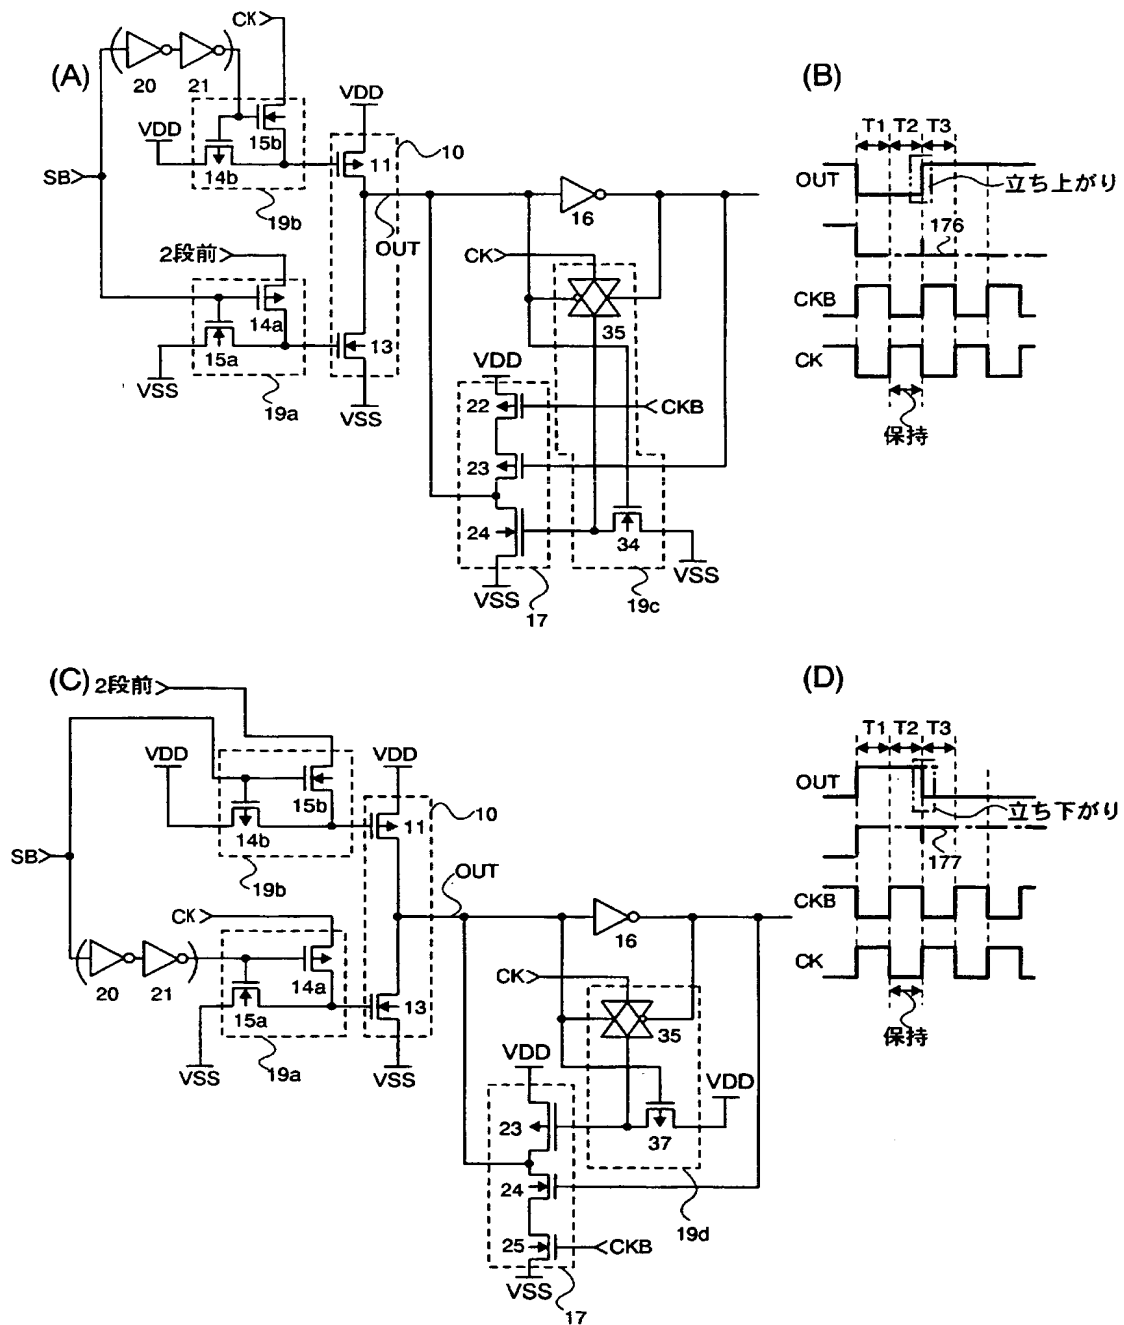 (A)
CK
20
21
VDD
15b
14b
SB
19b
VDD
11
10
OUT
2段前
14a
15a
VSS
19a
13
VSS
16
CK
35
VDD
22
CKB
23
24
34
VSS
VSS
17
19c
(B)
T1 T2 T3
OUT
立ち上がり
176
CKB
CK
保持
(C)
2段前
VDD
15b
14b
SB
19b
VDD
11
10
OUT
CK
20
21
14a
15a
VSS
19a
13
VSS
16
CK
35
VDD
VDD
23
37
24
19d
25
CKB
VSS
17
(D)
T1 T2 T3
OUT
立ち下がり
177
CKB
CK
保持